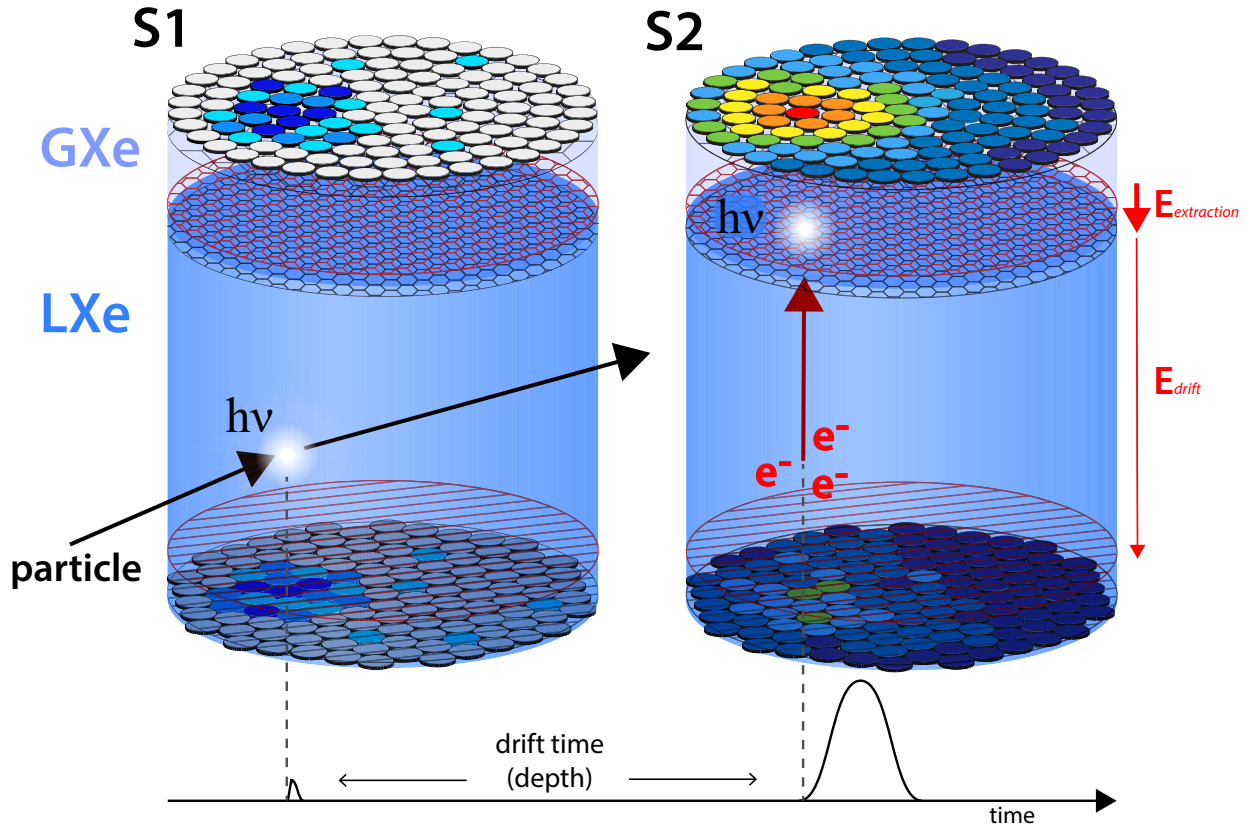 S1
S2
GXe
LXe
hν
hν
E extraction
E drift
e-
e-
e-
particle
drift time
(depth)
time